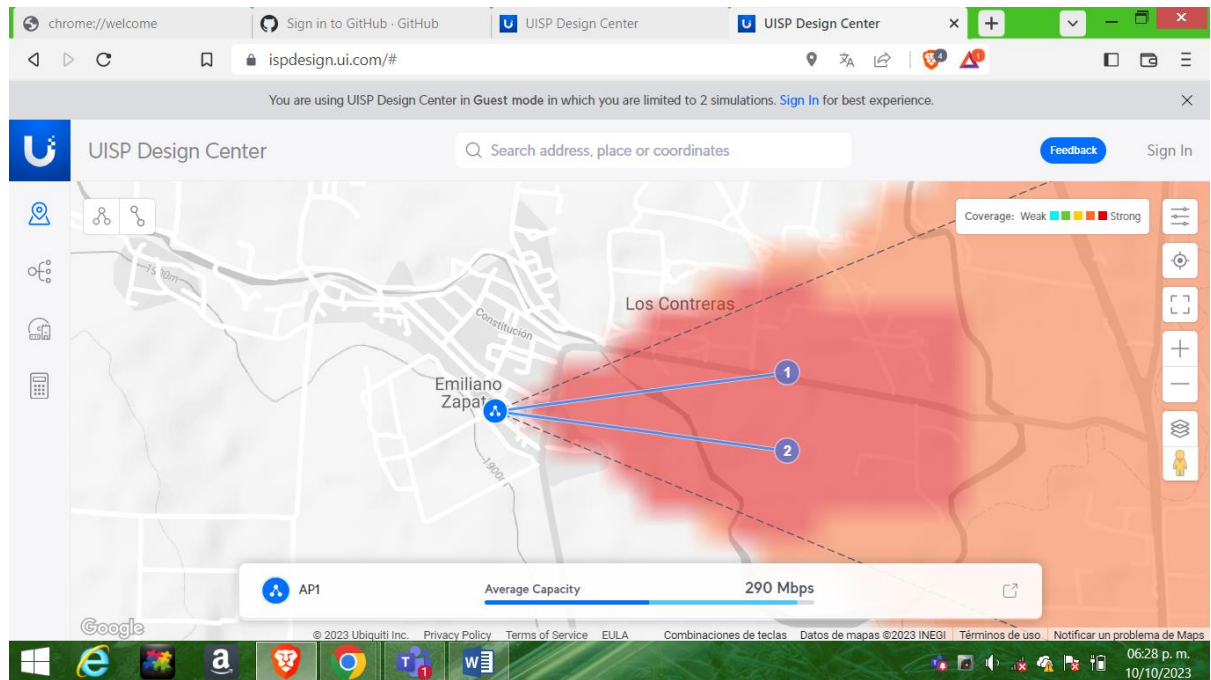 chrome://welcome
Sign in to GitHub · GitHub
UISP Design Center
UISP Design Center
ispdesign.ui.com/#
You are using UISP Design Center in Guest mode in which you are limited to 2 simulations. Sign In for best experience.
UISP Design Center
Search address, place or coordinates
Feedback
Sign In
Coverage: Weak Strong
1500m
Constitución
Los Contreras
Emiliano
Zapata
1
2
1900m
AP1
Average Capacity
290 Mbps
Google
© 2023 Ubiquiti Inc. Privacy Policy Terms of Service EULA Combinaciones de teclas Datos de mapas ©2023 INEGI Términos de uso Notificar un problema de Maps
06:28 p. m.
10/10/2023